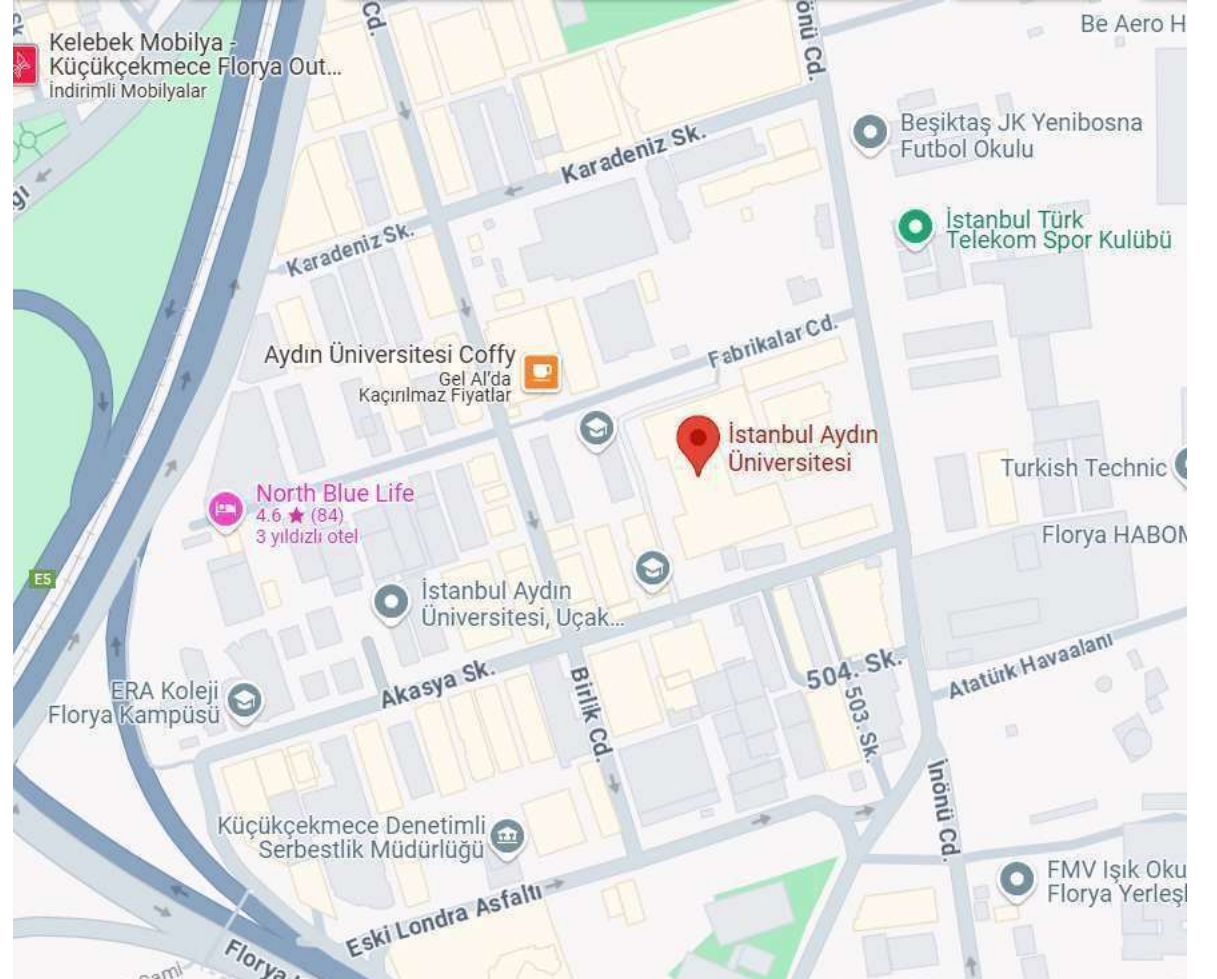 Cd.
İnönü Cd.
Be Aero H
Kelebek Mobilya -
Küçükçekmece Florya Out...
İndirimli Mobilyalar
Beşiktaş JK Yenibosna
Futbol Okulu
Karadeniz Sk.
İstanbul Türk
Telekom Spor Kulübü
Karadeniz Sk.
Fabrikalar Cd.
Aydın Üniversitesi Coffy
Gel Al'da
Kaçırılmaz Fiyatlar
İstanbul Aydın
Üniversitesi
Turkish Technic
North Blue Life
4.6 ★ (84)
3 yıldızlı otel
Florya HABOM
E5
İstanbul Aydın
Üniversitesi, Uçak...
504. Sk.
Atatürk Havaalanı
ERA Koleji
Florya Kampüsü
Akasya Sk.
Birlik Cd.
503. Sk.
İnönü Cd.
Küçükçekmece Denetimli
Serbestlik Müdürlüğü
FMV Işık Oku
Florya Yerleş
Eski Londra Asfaltı
Florya
Sami